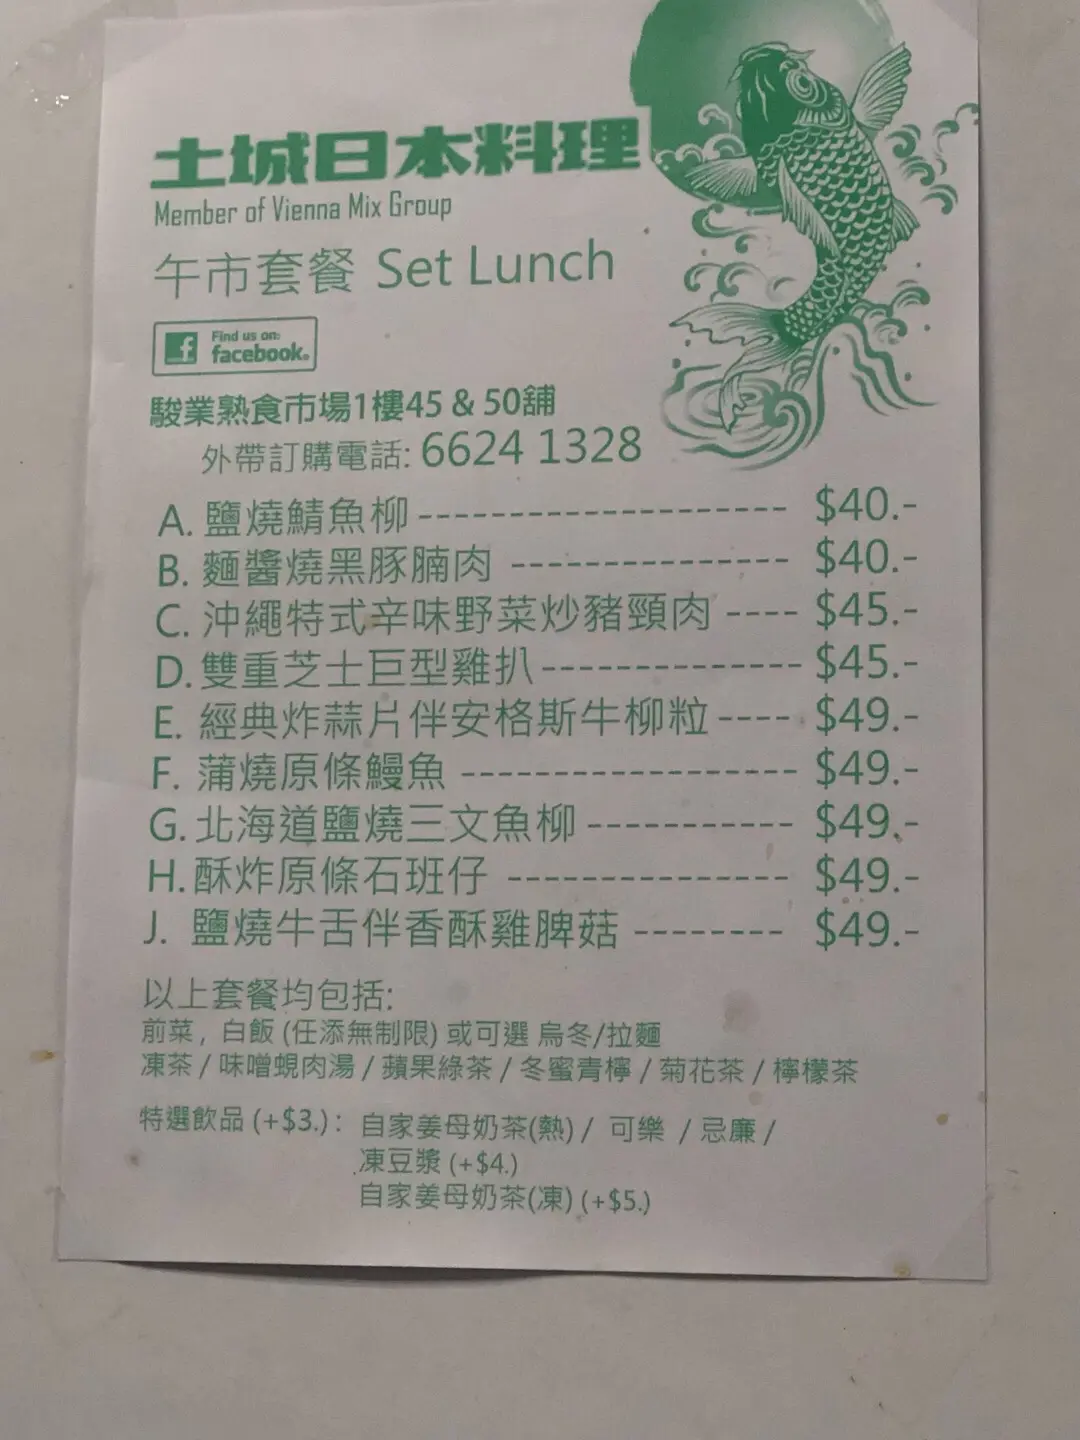 土城日本料理
Member of Vienna Mix Group
午市套餐 Set Lunch
f Find us on: facebook®
駿業熟食市場1樓45 & 50舖
外帶訂購電話: 6624 1328
A. 鹽燒鯖魚柳 -------------------- $40.-
B. 麵醬燒黑豚腩肉 --------------- $40.-
C. 沖繩特式辛味野菜炒豬頸肉 ---- $45.-
D. 雙重芝士巨型雞扒-------------- $45.-
E. 經典炸蒜片伴安格斯牛柳粒---- $49.-
F. 蒲燒原條鰻魚 ------------------ $49.-
G. 北海道鹽燒三文魚柳----------- $49.-
H. 酥炸原條石班仔 --------------- $49.-
J. 鹽燒牛舌伴香酥雞脾菇 -------- $49.-
以上套餐均包括:
前菜, 白飯 (任添無制限) 或可選 烏冬/拉麵
凍茶 / 味噌蜆肉湯 / 蘋果綠茶 / 冬蜜青檸 / 菊花茶 / 檸檬茶
特選飲品 (+$3.): 自家姜母奶茶(熱) / 可樂 / 忌廉 /
凍豆漿 (+$4.)
自家姜母奶茶(凍) (+$5.)